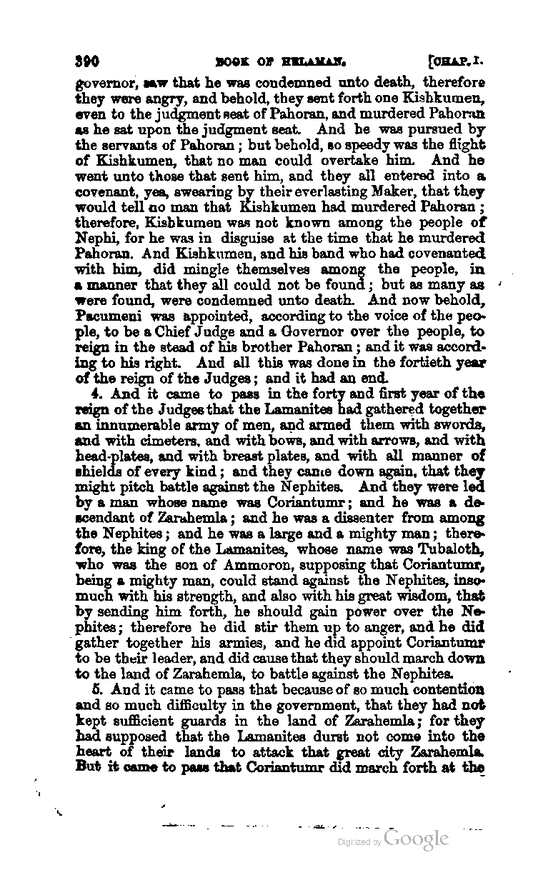 390 BOOK OF HELAMAN. [CHAP. I.
governor, saw that he was condemned unto death, therefore
they were angry, and behold, they sent forth one Kishkumen,
even to the judgment seat of Pahoran, and murdered Pahoran
as he sat upon the judgment seat. And he was pursued by
the servants of Pahoran; but behold, so speedy was the flight
of Kishkumen, that no man could overtake him. And he
went unto those that sent him, and they all entered into a
covenant, yea, swearing by their everlasting Maker, that they
would tell no man that Kishkumen had murdered Pahoran;
therefore, Kishkumen was not known among the people of
Nephi, for he was in disguise at the time that he murdered
Pahoran. And Kishkumen, and his band who had covenanted
with him, did mingle themselves among the people, in
a manner that they all could not be found; but as many as
were found, were condemned unto death. And now behold,
Pacumeni was appointed, according to the voice of the peo-
ple, to be a Chief Judge and a Governor over the people, to
reign in the stead of his brother Pahoran; and it was accord-
ing to his right. And all this was done in the fortieth year
of the reign of the Judges; and it had an end.
4. And it came to pass in the forty and first year of the
reign of the Judges that the Lamanites had gathered together
an innumerable army of men, and armed them with swords,
and with cimeters, and with bows, and with arrows, and with
head-plates, and with breast plates, and with all manner of
shields of every kind; and they came down again, that they
might pitch battle against the Nephites. And they were led
by a man whose name was Coriantumr; and he was a de-
scendant of Zarahemla; and he was a dissenter from among
the Nephites; and he was a large and a mighty man; there-
fore, the king of the Lamanites, whose name was Tubaloth,
who was the son of Ammoron, supposing that Coriantumr,
being a mighty man, could stand against the Nephites, inso-
much with his strength, and also with his great wisdom, that
by sending him forth, he should gain power over the Ne-
phites; therefore he did stir them up to anger, and he did
gather together his armies, and he did appoint Coriantumr
to be their leader, and did cause that they should march down
to the land of Zarahemla, to battle against the Nephites.
5. And it came to pass that because of so much contention
and so much difficulty in the government, that they had not
kept sufficient guards in the land of Zarahemla; for they
had supposed that the Lamanites durst not come into the
heart of their lands to attack that great city Zarahemla.
But it came to pass that Coriantumr did march forth at the
Digitized by Google